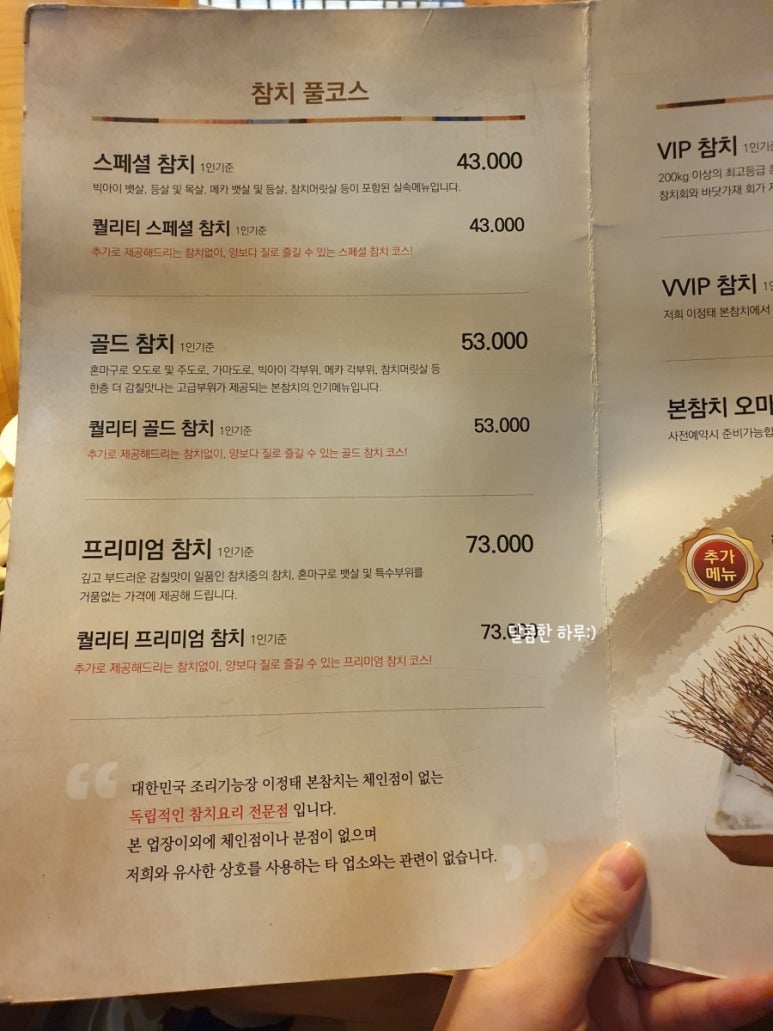 참치 풀코스
스페셜 참치 1인기준 43.000
빅아이 뱃살, 등살 및 목살, 메카 뱃살 및 등살, 참치머릿살 등이 포함된 실속메뉴입니다.
퀄리티 스페셜 참치 1인기준 43.000
추가로 제공해드리는 참치없이, 양보다 질로 즐길 수 있는 스페셜 참치 코스!
골드 참치 1인기준 53.000
혼마구로 오도로 및 주도로, 가마도로, 빅아이 각부위, 메카 각부위, 참치머릿살 등
한층 더 감칠맛나는 고급부위가 제공되는 본참치의 인기메뉴입니다.
퀄리티 골드 참치 1인기준 53.000
추가로 제공해드리는 참치없이, 양보다 질로 즐길 수 있는 골드 참치 코스!
프리미엄 참치 1인기준 73.000
깊고 부드러운 감칠맛이 일품인 참치중의 참치, 혼마구로 뱃살 및 특수부위를
거품없는 가격에 제공해 드립니다.
퀄리티 프리미엄 참치 1인기준 73.000
달콤한 하루:)
추가로 제공해드리는 참치없이, 양보다 질로 즐길 수 있는 프리미엄 참치 코스!
“ 대한민국 조리기능장 이정태 본참치는 체인점이 없는
독립적인 참치요리 전문점 입니다.
본 업장이외에 체인점이나 분점이 없으며
저희와 유사한 상호를 사용하는 타 업소와는 관련이 없습니다. ”
VIP 참치 1인기준
200kg 이상의 최고등급
참치회와 바닷가재 회가
VVIP 참치
저희 이정태 본참치에서
본참치 오마
사전예약시 준비가능합
추가
메뉴